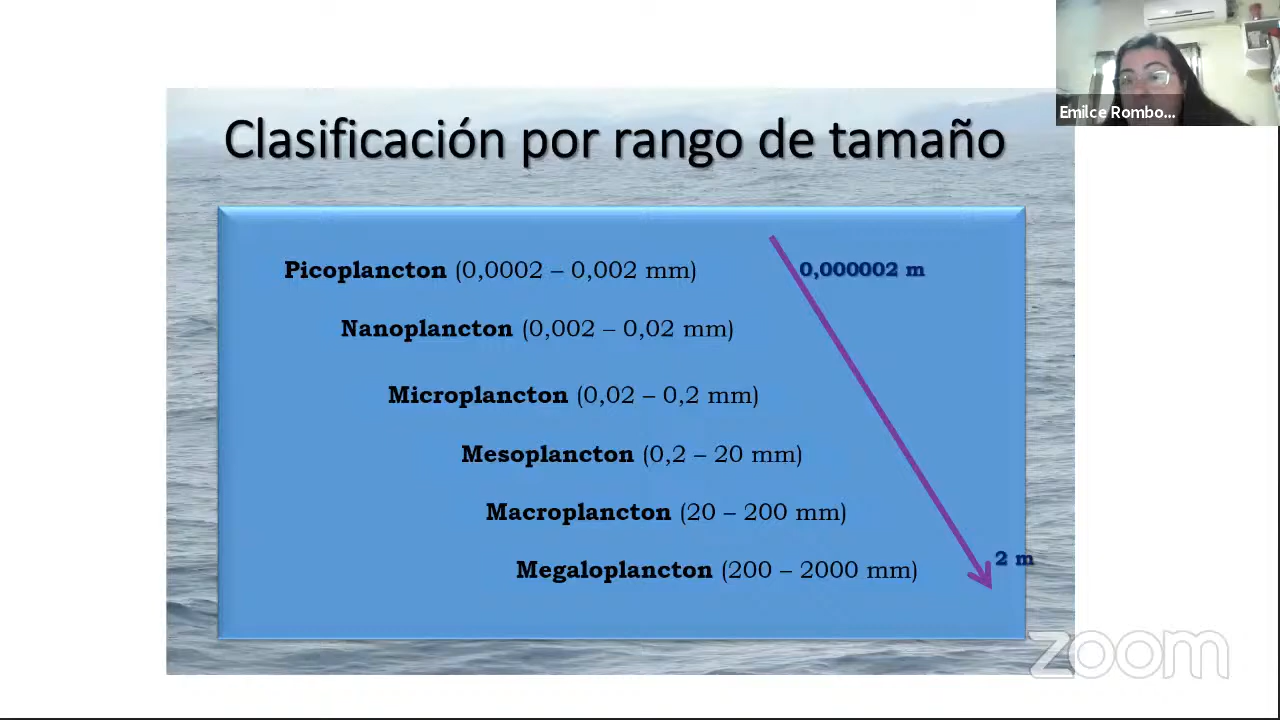 Emilce Rombo...
Clasificación por rango de tamaño
Picoplancton (0,0002 – 0,002 mm)
0,000002 m
Nanoplancton (0,002 – 0,02 mm)
Microplancton (0,02 – 0,2 mm)
Mesoplancton (0,2 – 20 mm)
Macroplancton (20 – 200 mm)
2 m
Megaloplancton (200 – 2000 mm)
zoom